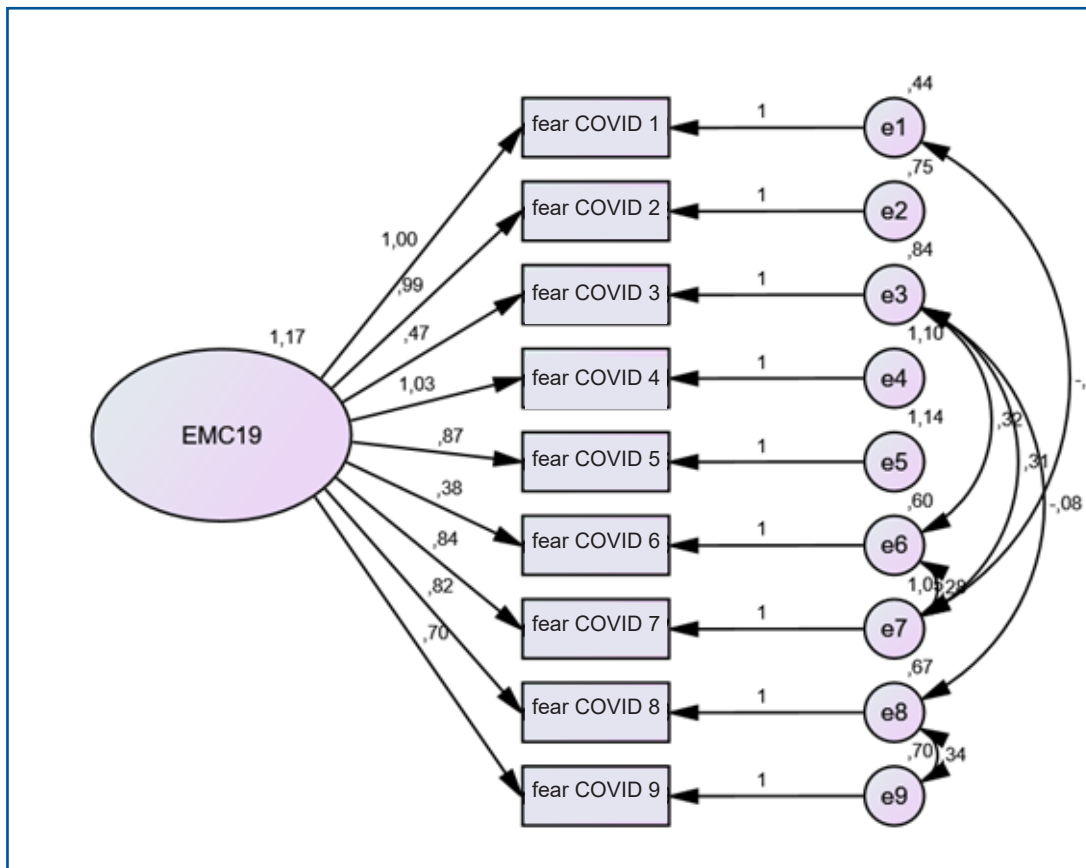 ,44
fear COVID 1
1
e1
,75
fear COVID 2
1
e2
1,00
,84
,99
fear COVID 3
1
e3
1,17
,47
1,10
1,03
fear COVID 4
1
e4
-,
EMC19
1,14
,32
,87
fear COVID 5
1
e5
,31
,38
,60
-,08
,84
fear COVID 6
1
e6
,82
,28
,70
fear COVID 7
1
e7
,67
fear COVID 8
1
e8
,70
,34
fear COVID 9
1
e9